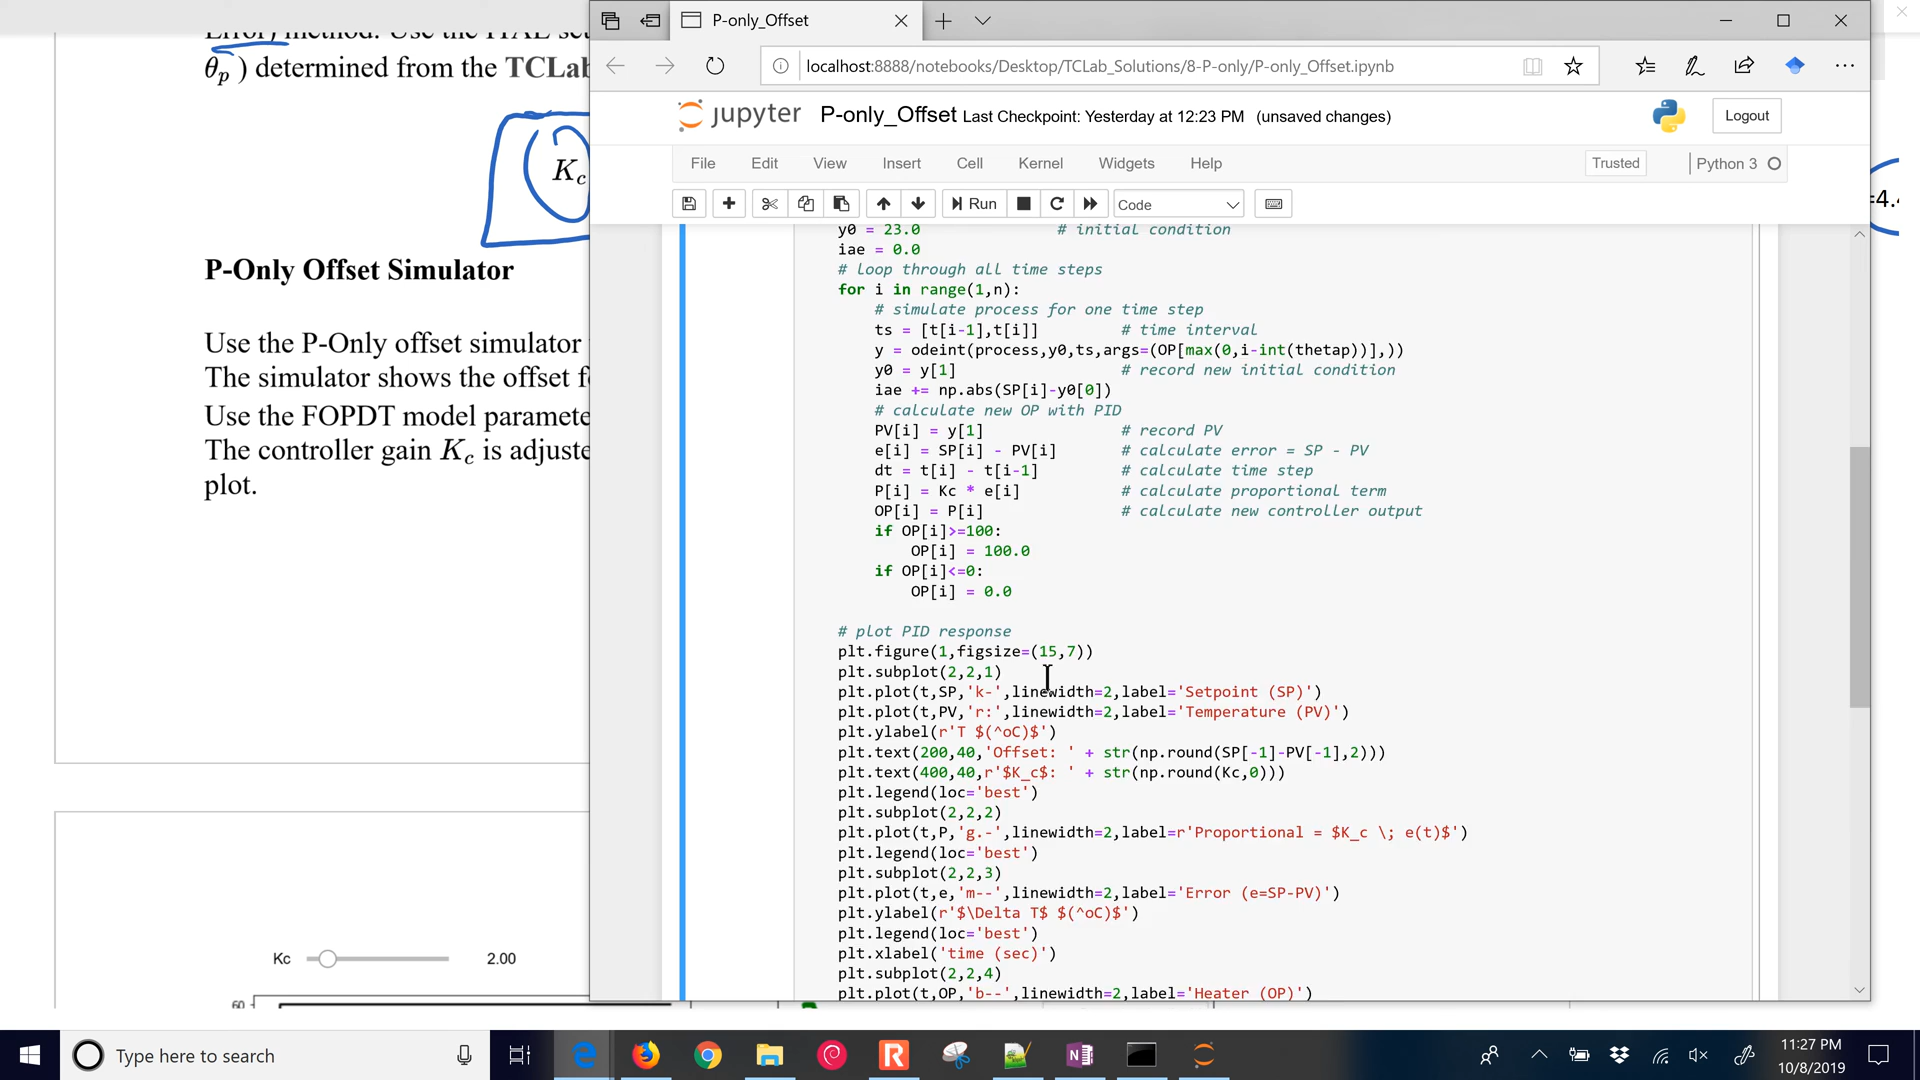 Error) method. Use the ITAE se
θp ) determined from the TCLab
Kc
P-Only Offset Simulator
Use the P-Only offset simulator
The simulator shows the offset f
Use the FOPDT model paramete
The controller gain Kc is adjuste
plot.
Kc 2.00
60
P-only_Offset
localhost:8888/notebooks/Desktop/TCLab_Solutions/8-P-only/P-only_Offset.ipynb
jupyter P-only_Offset Last Checkpoint: Yesterday at 12:23 PM (unsaved changes)
Logout
File Edit View Insert Cell Kernel Widgets Help
Trusted Python 3
Run Code
=4.4
y0 = 23.0 # initial condition
iae = 0.0
# loop through all time steps
for i in range(1,n):
# simulate process for one time step
ts = [t[i-1],t[i]] # time interval
y = odeint(process,y0,ts,args=(OP[max(0,i-int(thetap))],))
y0 = y[1] # record new initial condition
iae += np.abs(SP[i]-y0[0])
# calculate new OP with PID
PV[i] = y[1] # record PV
e[i] = SP[i] - PV[i] # calculate error = SP - PV
dt = t[i] - t[i-1] # calculate time step
P[i] = Kc * e[i] # calculate proportional term
OP[i] = P[i] # calculate new controller output
if OP[i]>=100:
OP[i] = 100.0
if OP[i]<=0:
OP[i] = 0.0
# plot PID response
plt.figure(1,figsize=(15,7))
plt.subplot(2,2,1)
plt.plot(t,SP,'k-',linewidth=2,label='Setpoint (SP)')
plt.plot(t,PV,'r:',linewidth=2,label='Temperature (PV)')
plt.ylabel(r'T $(^oC)$')
plt.text(200,40,'Offset: ' + str(np.round(SP[-1]-PV[-1],2)))
plt.text(400,40,r'$K_c$: ' + str(np.round(Kc,0)))
plt.legend(loc='best')
plt.subplot(2,2,2)
plt.plot(t,P,'g.-',linewidth=2,label=r'Proportional = $K_c \; e(t)$')
plt.legend(loc='best')
plt.subplot(2,2,3)
plt.plot(t,e,'m--',linewidth=2,label='Error (e=SP-PV)')
plt.ylabel(r'$\Delta T$ $(^oC)$')
plt.legend(loc='best')
plt.xlabel('time (sec)')
plt.subplot(2,2,4)
plt.plot(t,OP,'b--',linewidth=2,label='Heater (OP)')
Type here to search
11:27 PM
10/8/2019